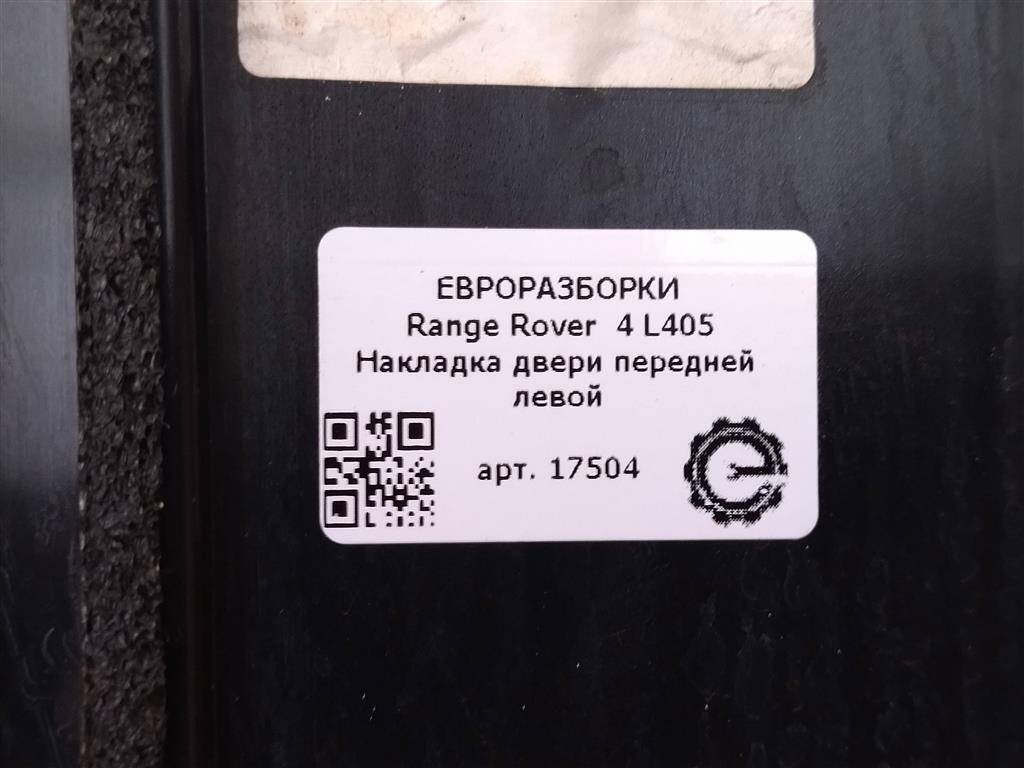 ЕВРОРАЗБОРКИ
Range Rover 4 L405
Накладка двери передней
левой
арт. 17504